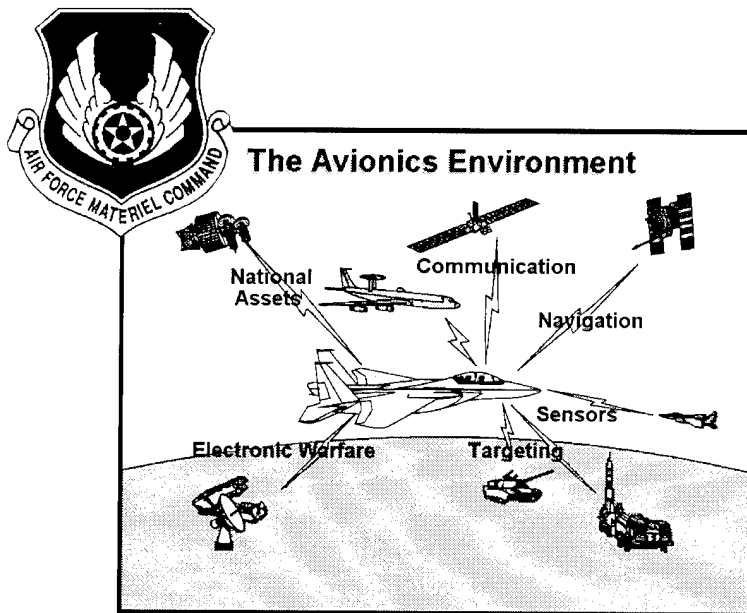 AIR FORCE MATERIEL COMMAND
The Avionics Environment
National
Assets
Communication
Navigation
Sensors
Electronic Warfare
Targeting